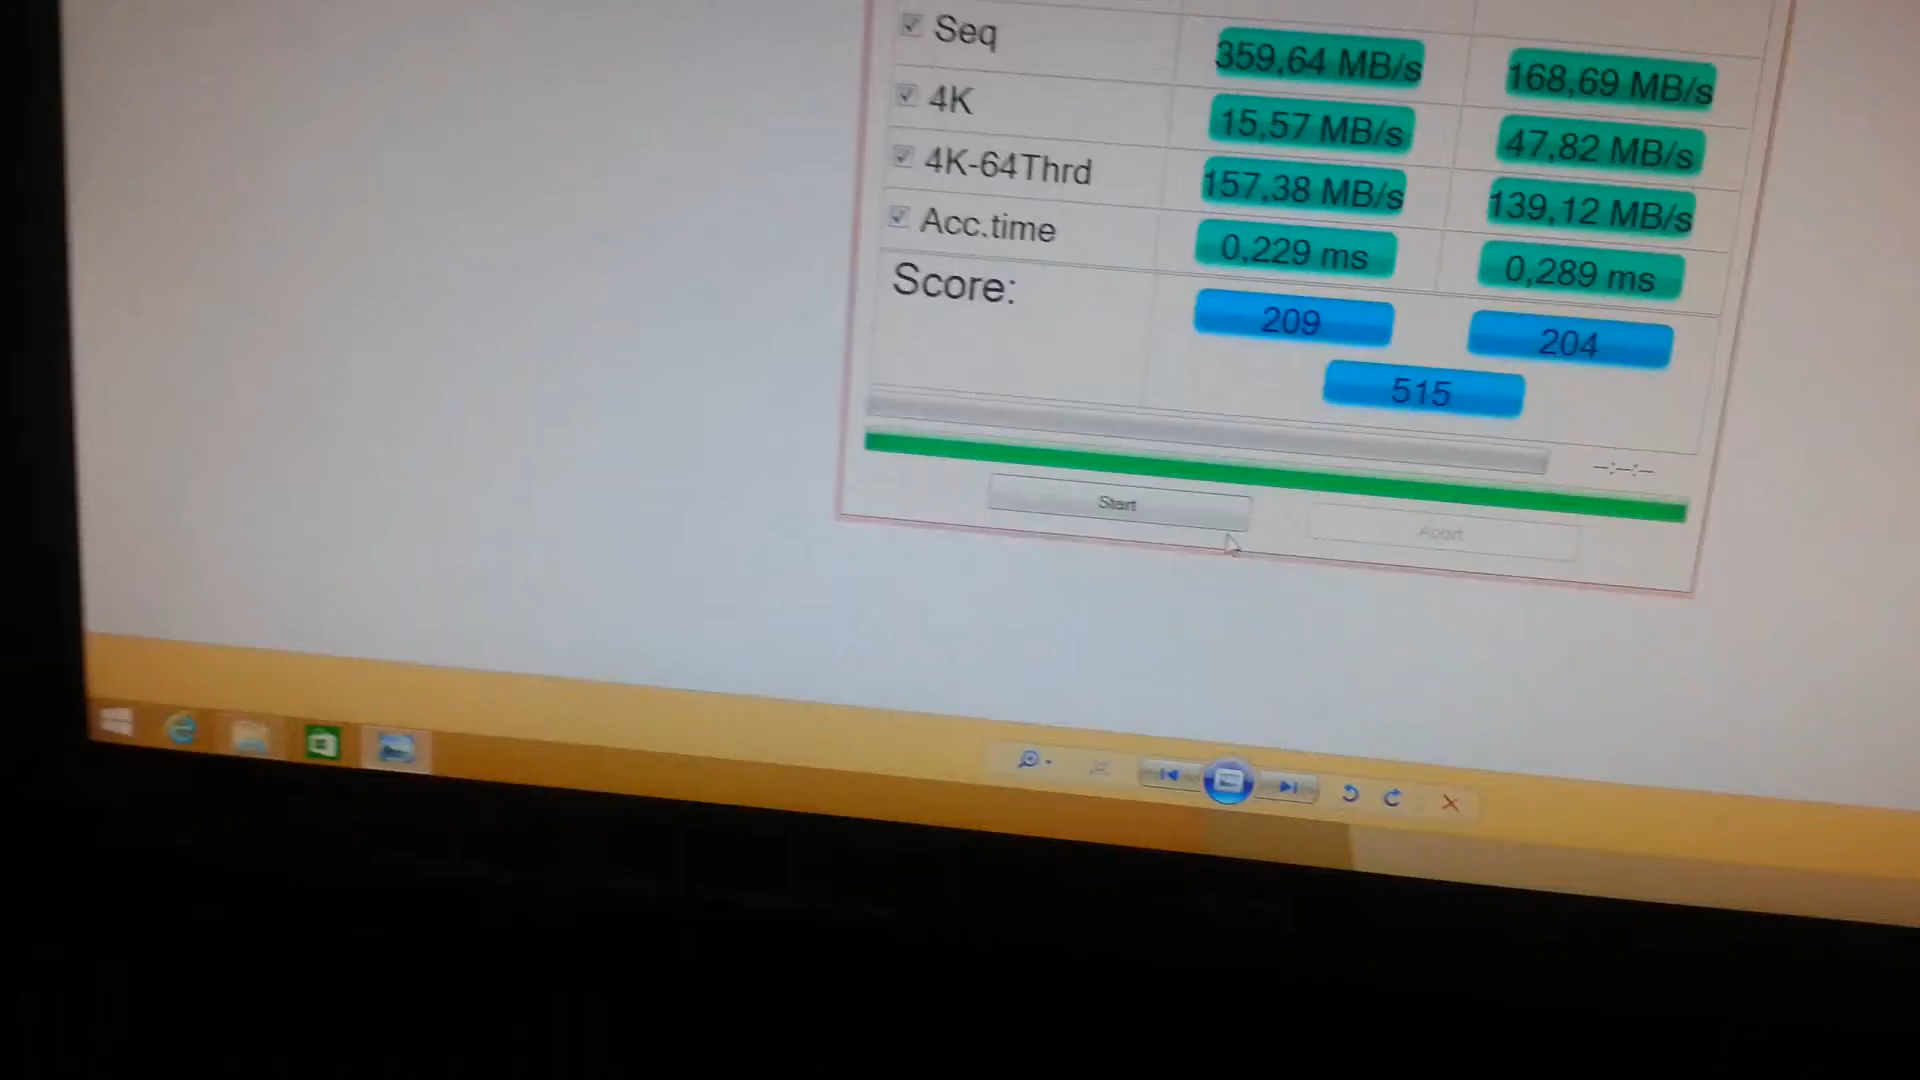 Seq 359,64 MB/s 168,69 MB/s
4K 15,57 MB/s 47,82 MB/s
4K-64Thrd 157,38 MB/s 139,12 MB/s
Acc.time 0,229 ms 0,289 ms
Score: 209 204
515
-:--:-
Start Abort